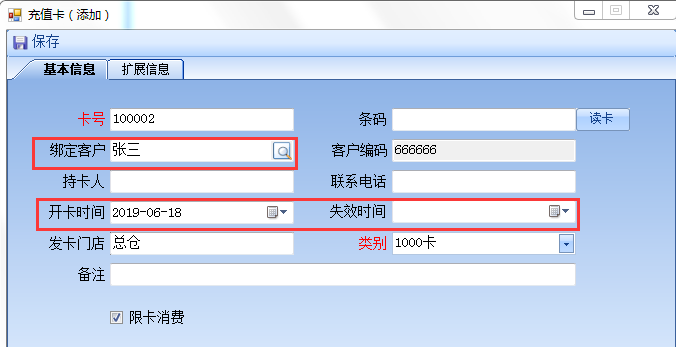 充值卡（添加）
保存
基本信息 扩展信息
卡号 100002 条码 读卡
绑定客户 张三 客户编码 666666
持卡人 联系电话
开卡时间 2019-06-18 失效时间
发卡门店 总仓 类别 1000卡
备注
限卡消费